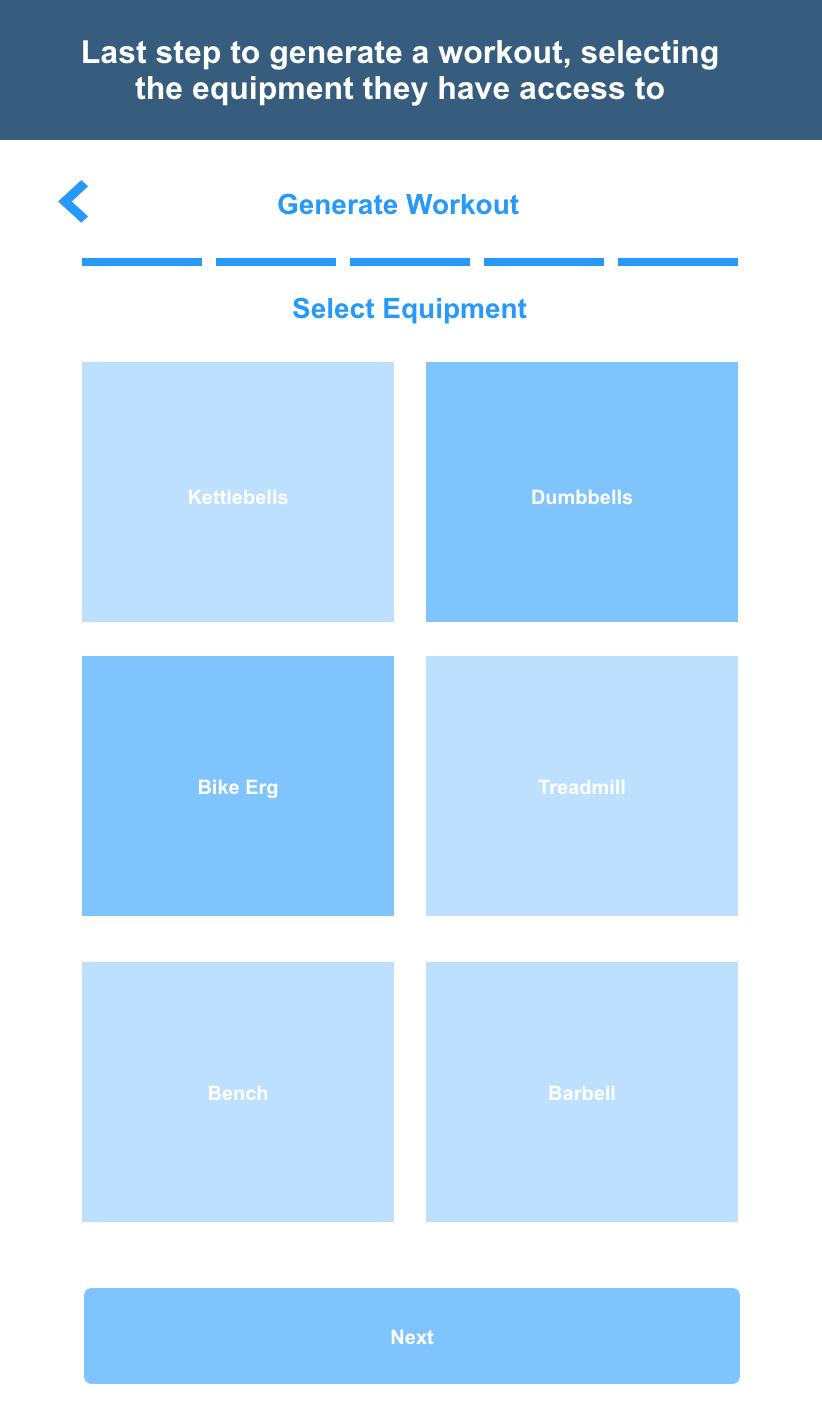 Last step to generate a workout, selecting
the equipment they have access to
Generate Workout
Select Equipment
Kettlebells
Dumbbells
Bike Erg
Treadmill
Bench
Barbell
Next